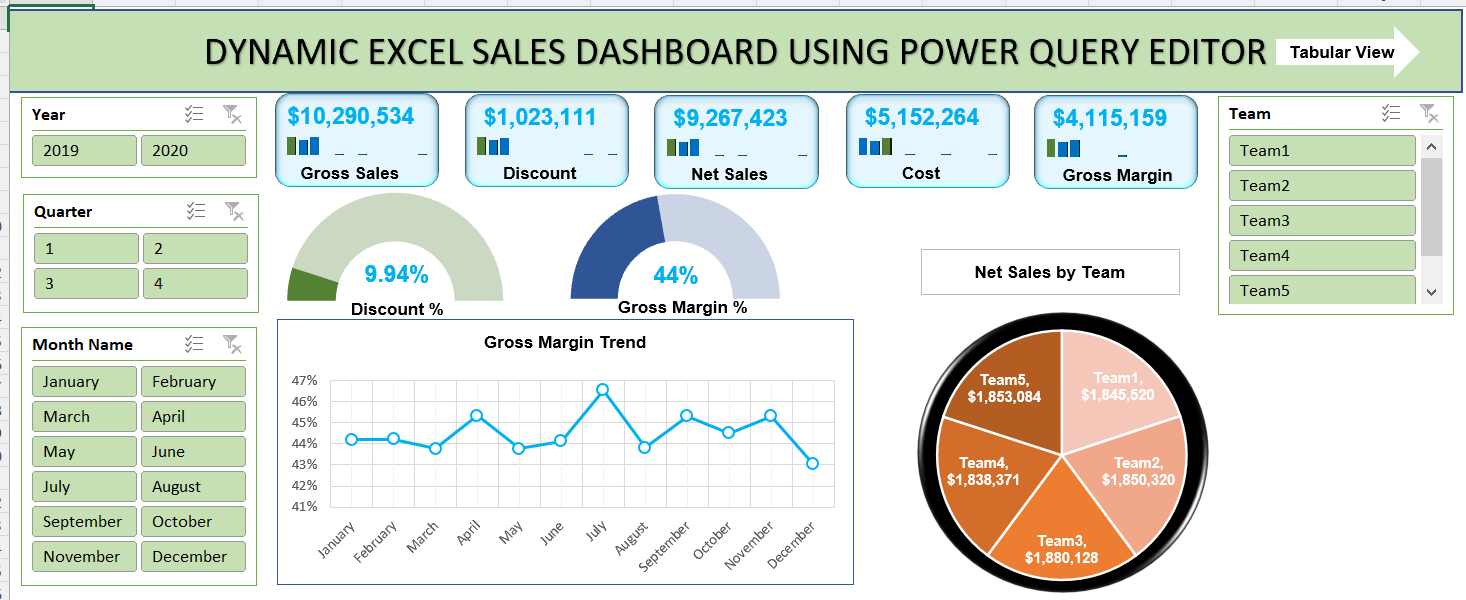 DYNAMIC EXCEL SALES DASHBOARD USING POWER QUERY EDITOR
Tabular View
Year
2019
2020
Quarter
1
2
3
4
Month Name
January
February
March
April
May
June
July
August
September
October
November
December
$10,290,534
Gross Sales
$1,023,111
Discount
$9,267,423
Net Sales
$5,152,264
Cost
$4,115,159
Gross Margin
Team
Team1
Team2
Team3
Team4
Team5
9.94%
Discount %
44%
Gross Margin %
Gross Margin Trend
47%
46%
45%
44%
43%
42%
41%
January
February
March
April
May
June
July
August
September
October
November
December
Net Sales by Team
Team5,
$1,853,084
Team1,
$1,845,520
Team4,
$1,838,371
Team2,
$1,850,320
Team3,
$1,880,128